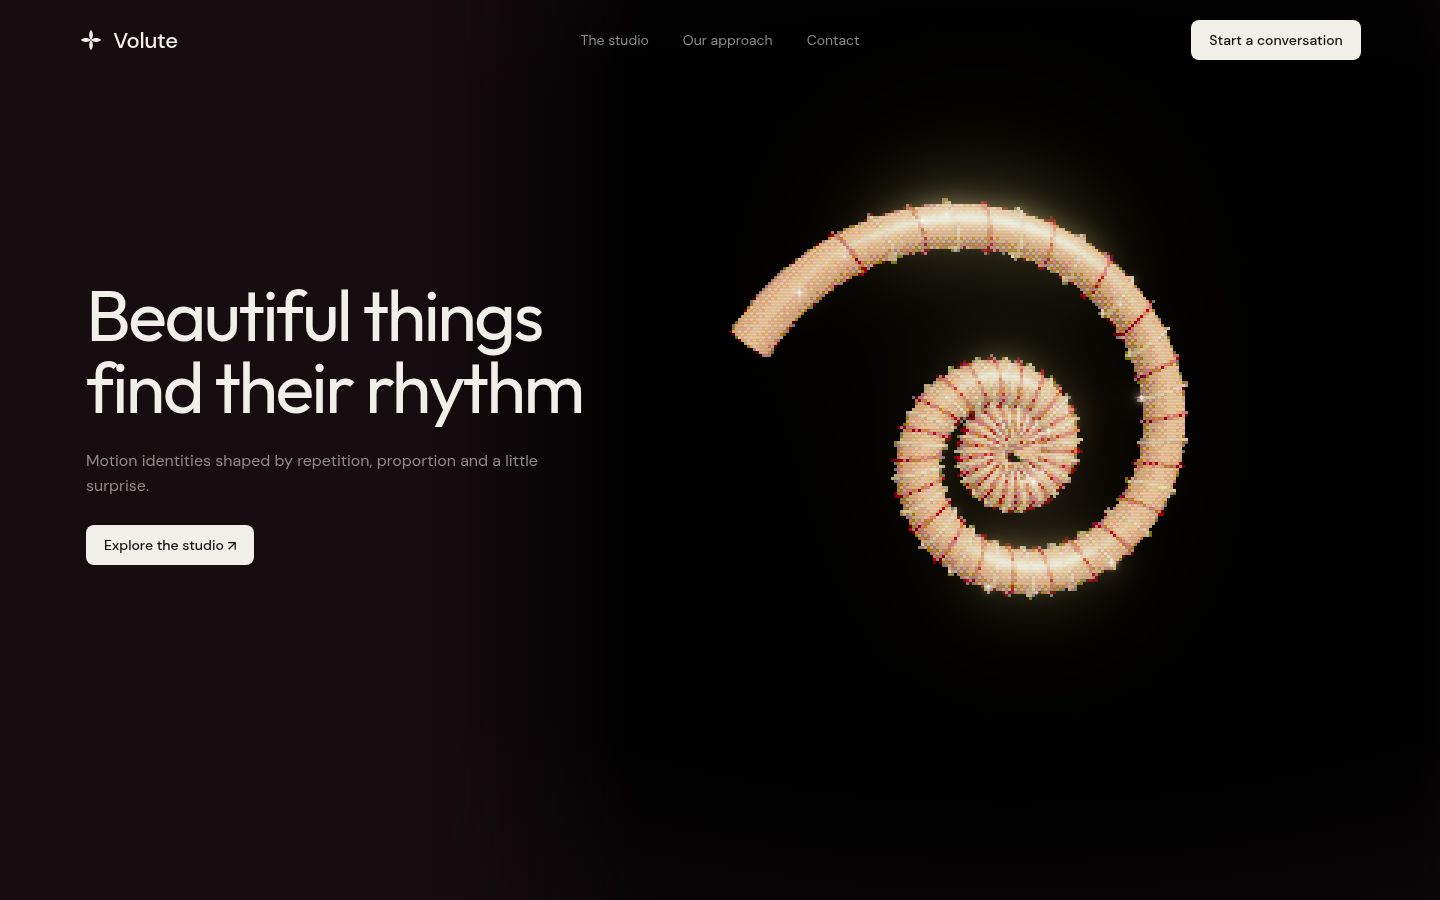 Volute
The studio
Our approach
Contact
Start a conversation
Beautiful things
find their rhythm
Motion identities shaped by repetition, proportion and a little
surprise.
Explore the studio ↗